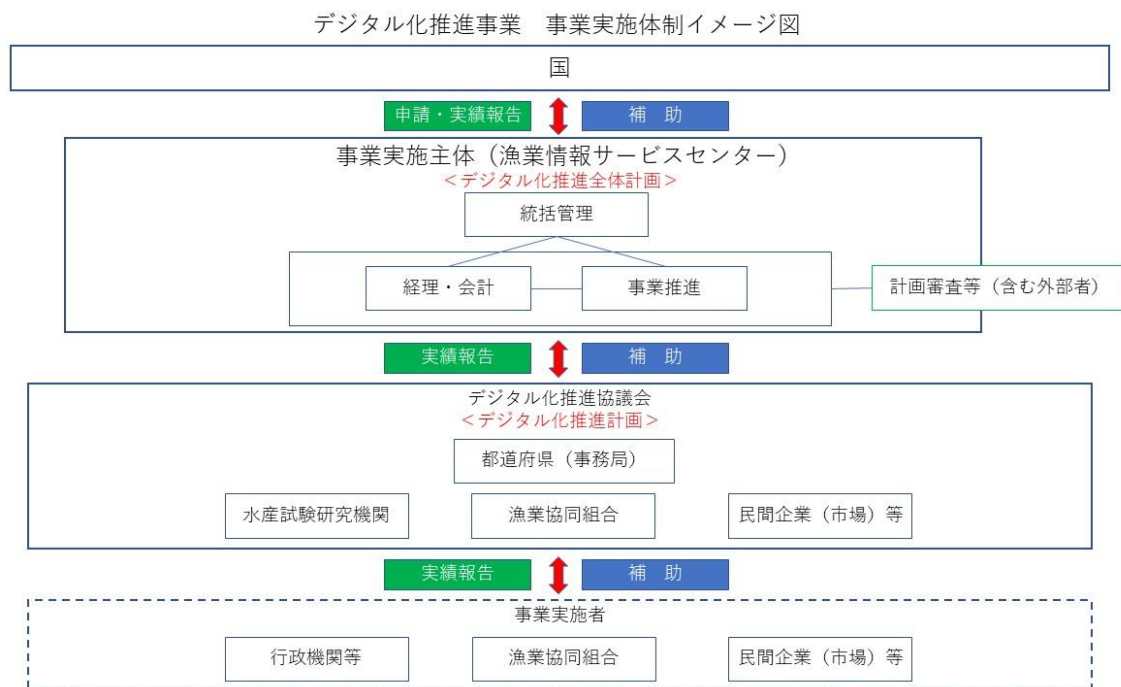 デジタル化推進事業　事業実施体制イメージ図
国
申請・実績報告
補　助
事業実施主体（漁業情報サービスセンター）
＜デジタル化推進全体計画＞
統括管理
経理・会計
事業推進
計画審査等（含む外部者）
実績報告
補　助
デジタル化推進協議会
＜デジタル化推進計画＞
都道府県（事務局）
水産試験研究機関
漁業協同組合
民間企業（市場）等
実績報告
補　助
事業実施者
行政機関等
漁業協同組合
民間企業（市場）等